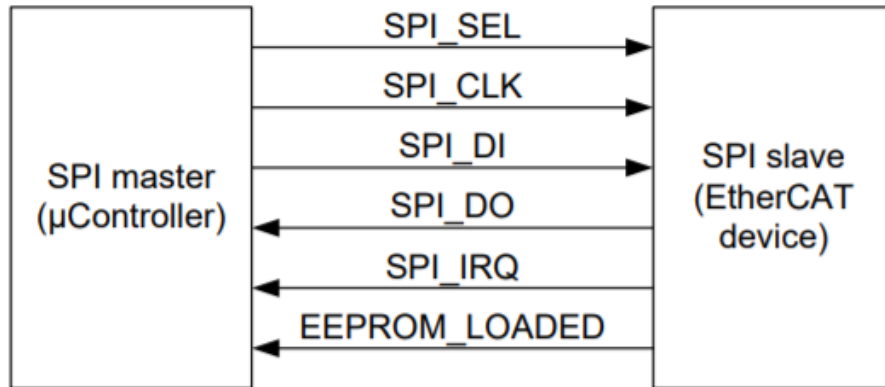 SPI_SEL
SPI_CLK
SPI_DI
SPI_DO
SPI_IRQ
EEPROM_LOADED
SPI master
(µController)
SPI slave
(EtherCAT
device)